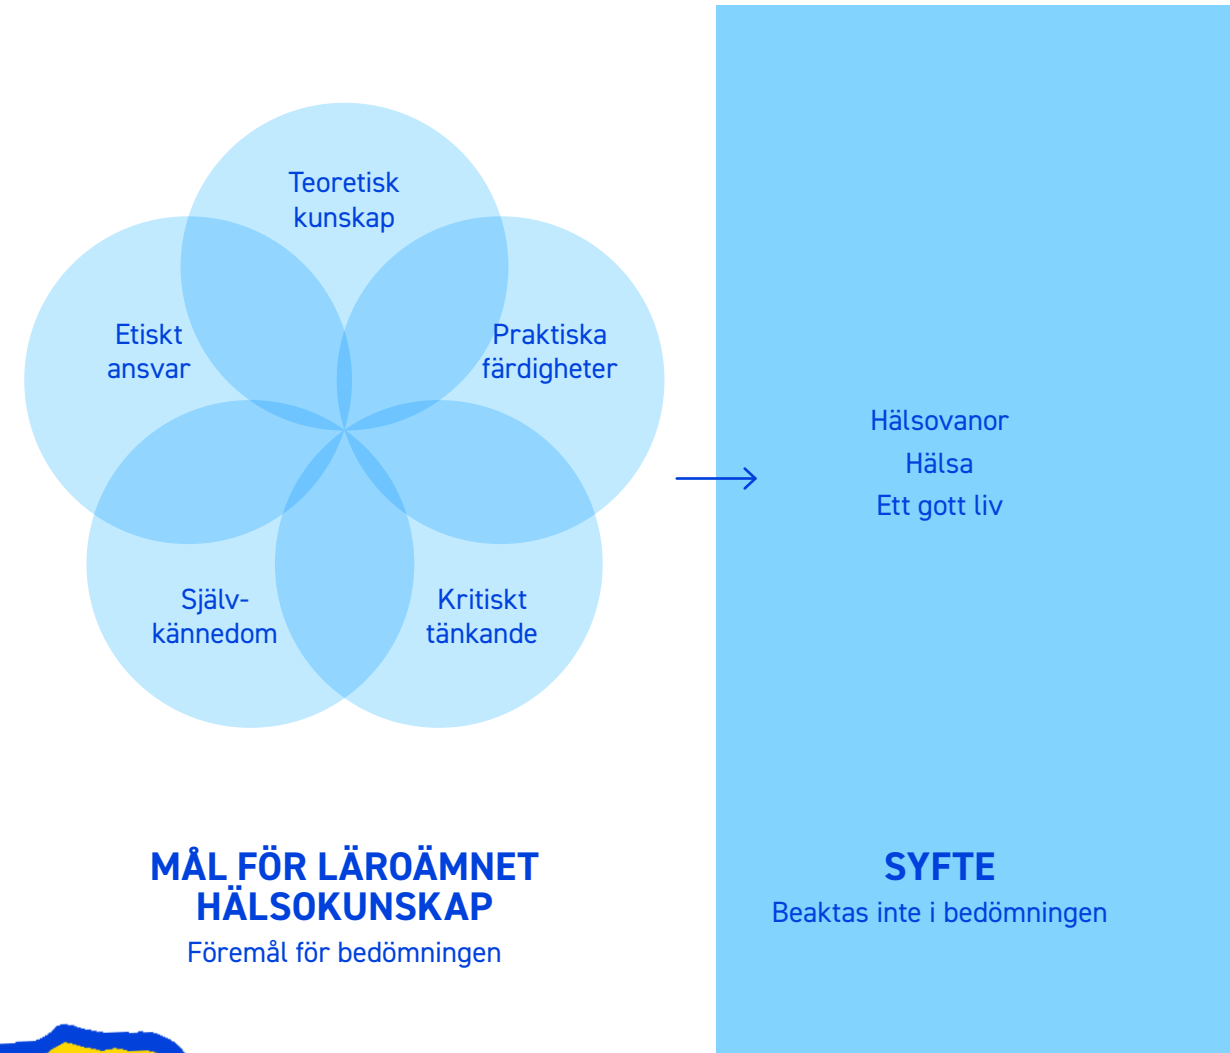 Teoretisk
kunskap
Etiskt
ansvar
Praktiska
färdigheter
Själv-
kännedom
Kritiskt
tänkande
Hälsovanor
Hälsa
Ett gott liv
MÅL FÖR LÄROÄMNET
HÄLSOKUNSKAP
Föremål för bedömningen
SYFTE
Beaktas inte i bedömningen